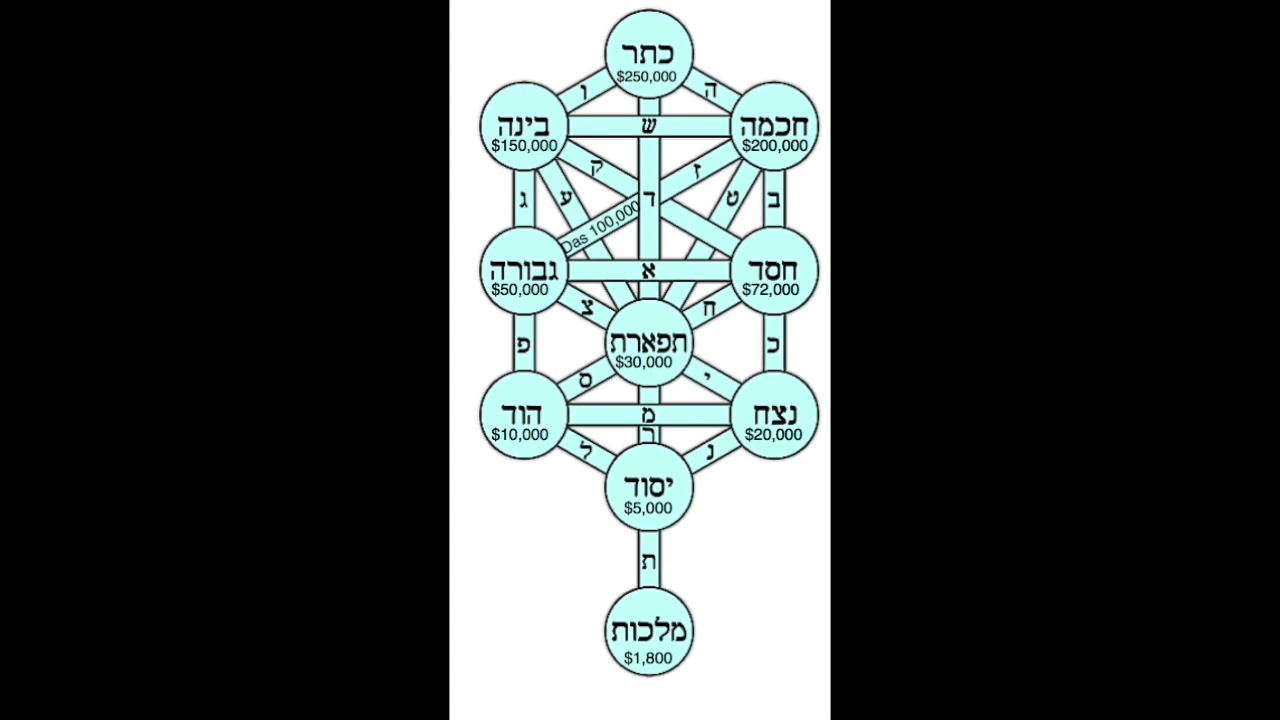 כתר
$250,000
ו
ה
בינה
$150,000
ש
חכמה
$200,000
ק
ז
ג
ע
ד
ט
ב
Das 100,000
גבורה
$50,000
א
חסד
$72,000
צ
ח
תפארת
$30,000
פ
כ
ס
י
הוד
$10,000
מ
ר
נצח
$20,000
ל
נ
יסוד
$5,000
ת
מלכות
$1,800